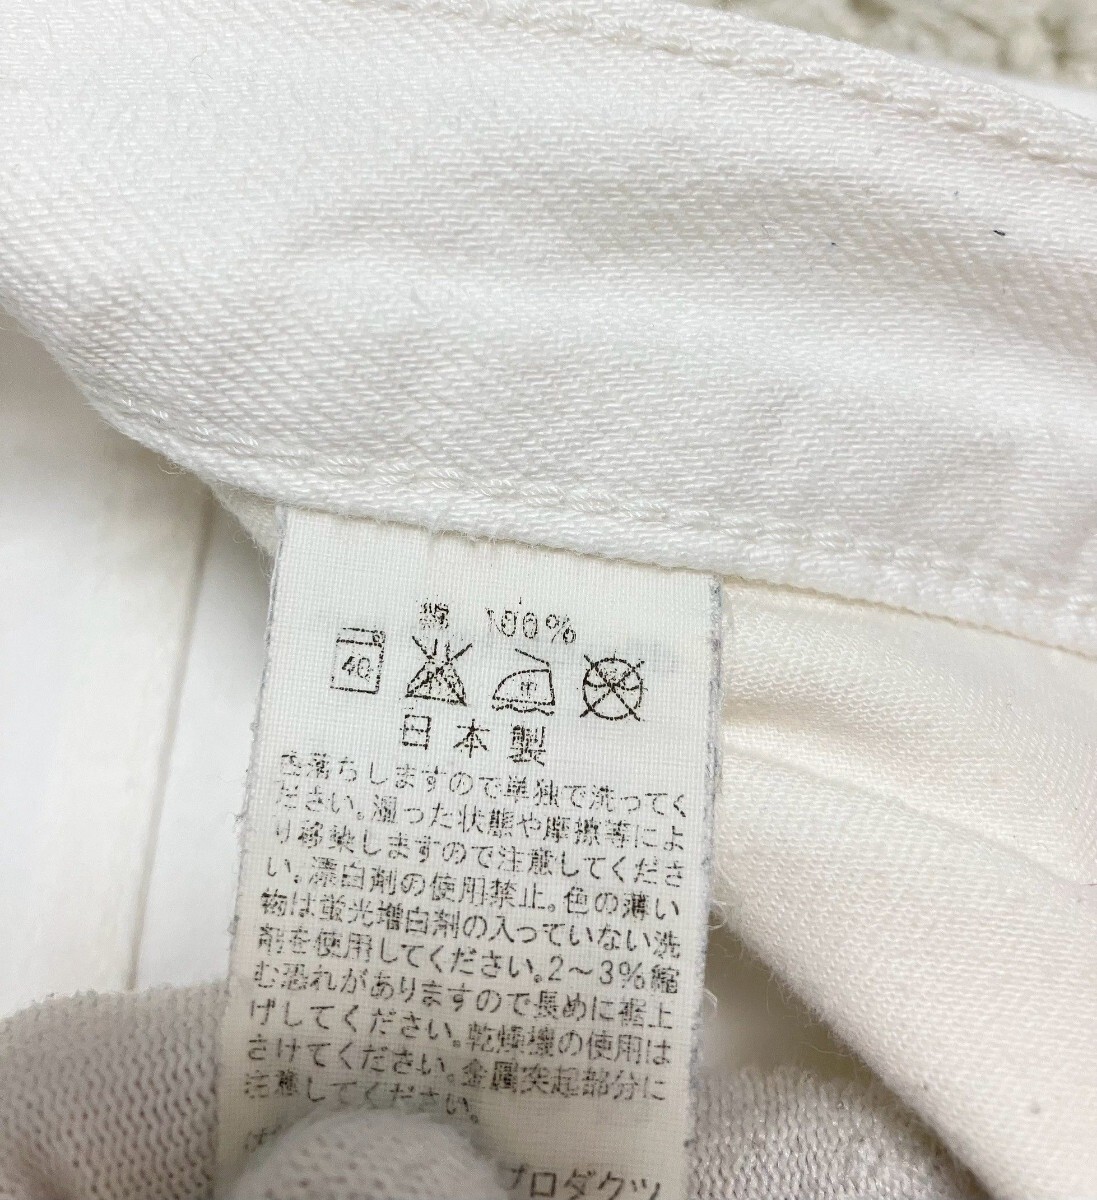 綿 100%
40
日本製
色落ちしますので単独で洗ってく
ださい。濡った状態や摩擦等によ
り移染しますので注意してくださ
い。漂白剤の使用禁止。色の薄い
物は蛍光増白剤の入っていない洗
剤を使用してください。2～3%縮
む恐れがありますので長めに裾上
げしてください。乾燥機の使用は
さけてください。金属突起部分に
注意してください。
プロダクツ